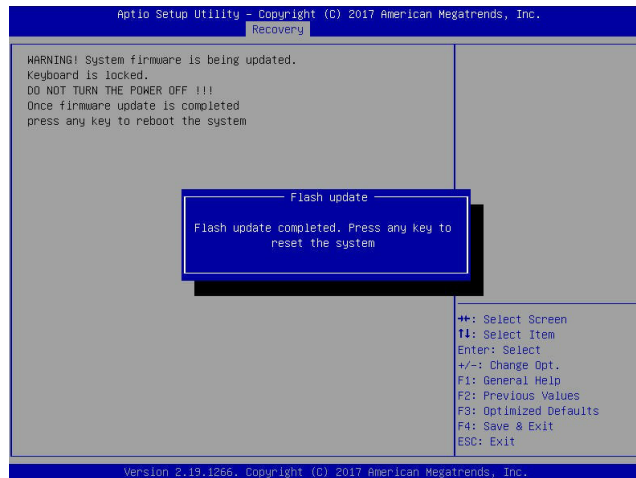 Aptio Setup Utility – Copyright (C) 2017 American Megatrends, Inc.
Recovery
WARNING! System firmware is being updated.
Keyboard is locked.
DO NOT TURN THE POWER OFF !!!
Once firmware update is completed
press any key to reboot the system
Flash update
Flash update completed. Press any key to
reset the system
→←: Select Screen
↑↓: Select Item
Enter: Select
+/-: Change Opt.
F1: General Help
F2: Previous Values
F3: Optimized Defaults
F4: Save & Exit
ESC: Exit
Version 2.19.1266. Copyright (C) 2017 American Megatrends, Inc.